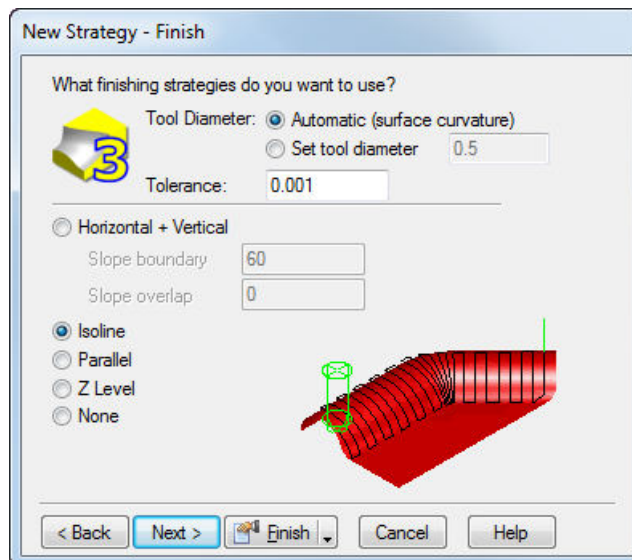 New Strategy - Finish
What finishing strategies do you want to use?
3
Tool Diameter: Automatic (surface curvature)
Set tool diameter 0.5
Tolerance: 0.001
Horizontal + Vertical
Slope boundary 60
Slope overlap 0
Isoline
Parallel
Z Level
None
< Back Next > Finish Cancel Help